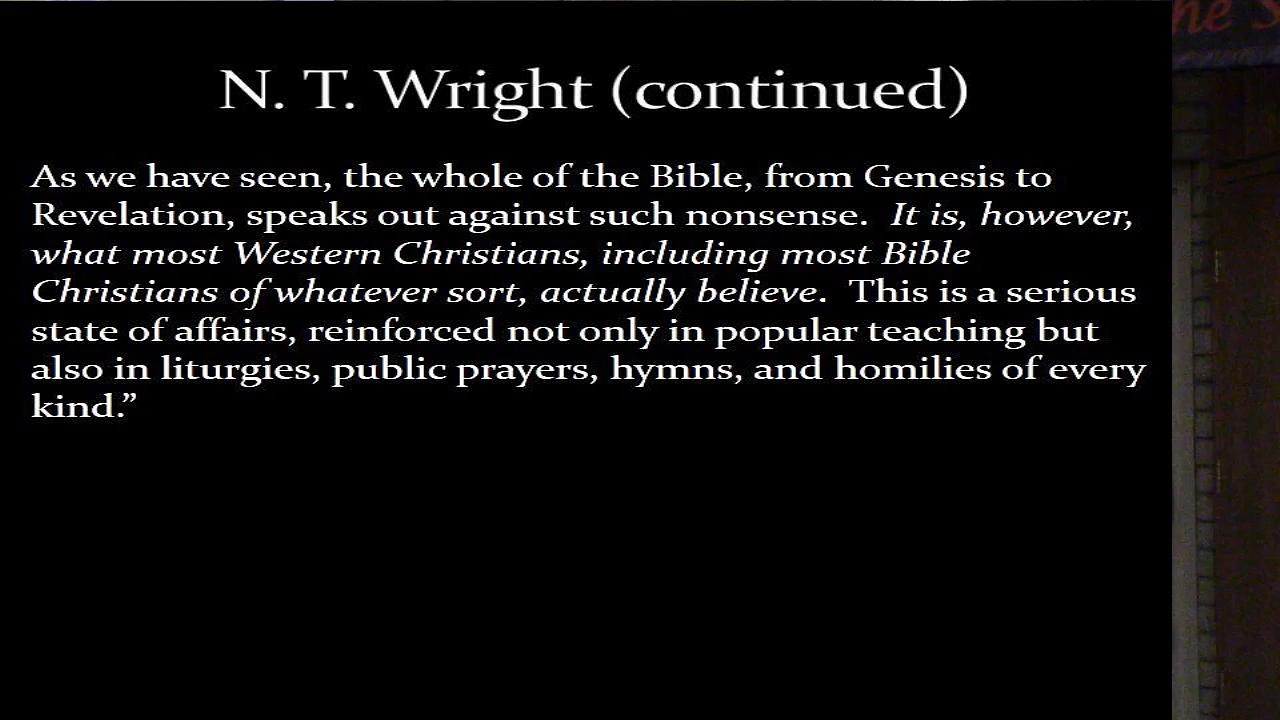 he S
N. T. Wright (continued)
As we have seen, the whole of the Bible, from Genesis to
Revelation, speaks out against such nonsense. It is, however,
what most Western Christians, including most Bible
Christians of whatever sort, actually believe. This is a serious
state of affairs, reinforced not only in popular teaching but
also in liturgies, public prayers, hymns, and homilies of every
kind.”